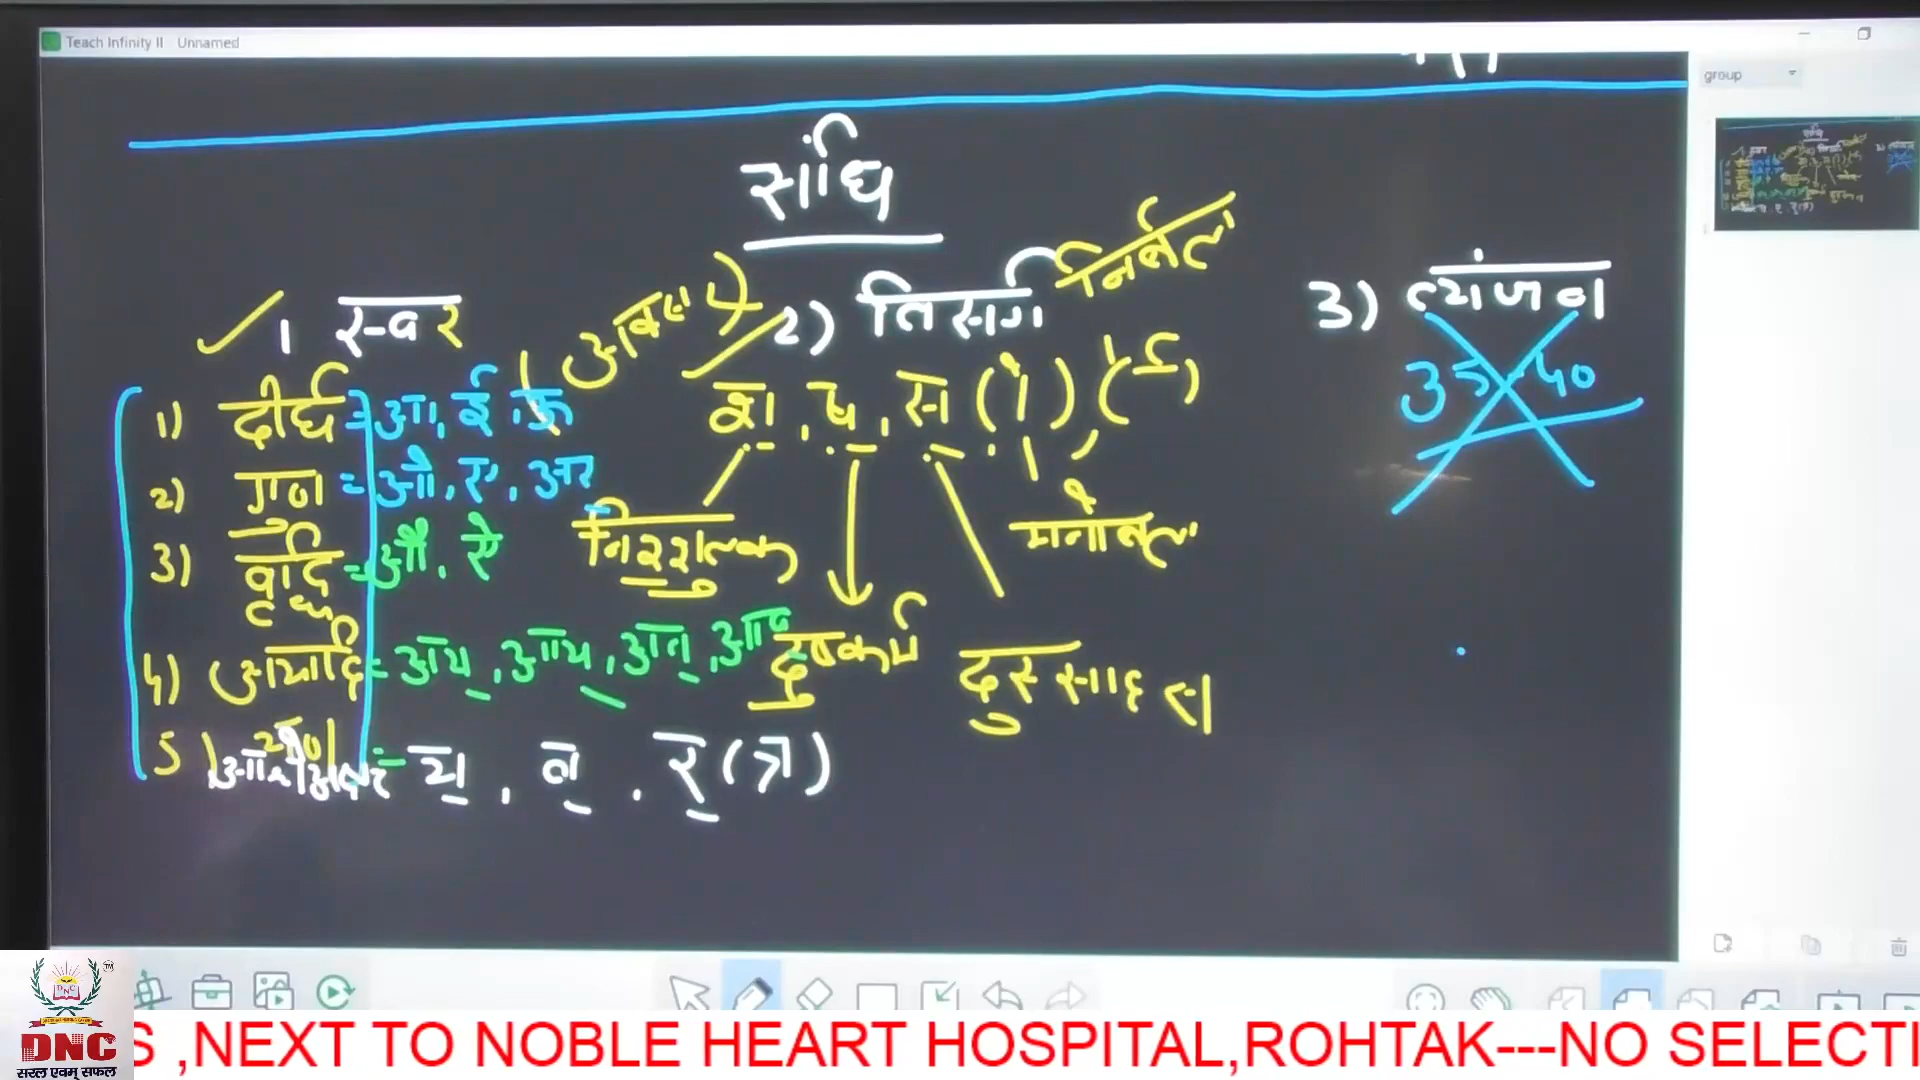 Teach Infinity II Unnamed
group
संधि
1 स्वर
2) विसर्ग
निर्बल
3) व्यंजन
35 40
1) दीर्घ = आ, ई, ऊ
श, ष, स (ो) (र्)
2) गुण = ओ, ए, अर
3) वृद्धि = औ, ऐ
निश्शुल्क
मनोबल
4) अयादि = अय्, आय्, अव्, आव
दुष्कर्म
दुस्साहस
5) यण = य्, व्, र् (त्र)
DNC
सरल एवम् सफल
S ,NEXT TO NOBLE HEART HOSPITAL,ROHTAK---NO SELECTI